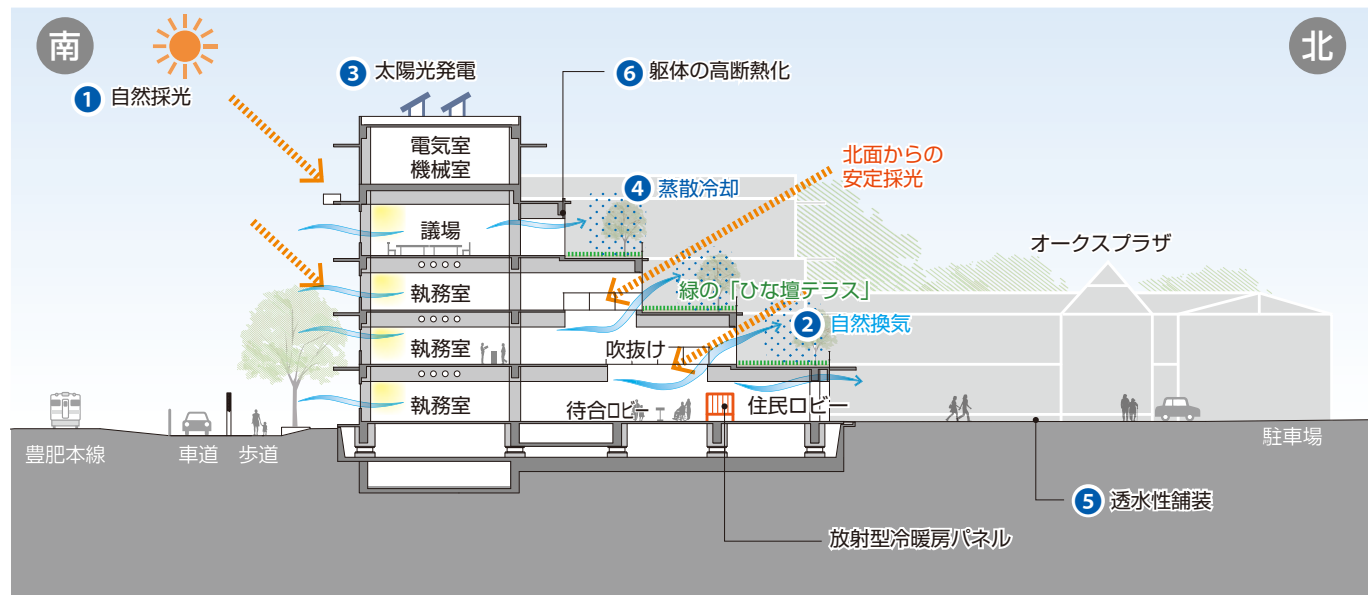 南
北
1 自然採光
3 太陽光発電
6 躯体の高断熱化
電気室
機械室
北面からの
安定採光
4 蒸散冷却
議場
オークスプラザ
執務室
緑の「ひな壇テラス」
2 自然換気
執務室
吹抜け
執務室
待合ロビー
住民ロビー
豊肥本線
車道
歩道
駐車場
5 透水性舗装
放射型冷暖房パネル